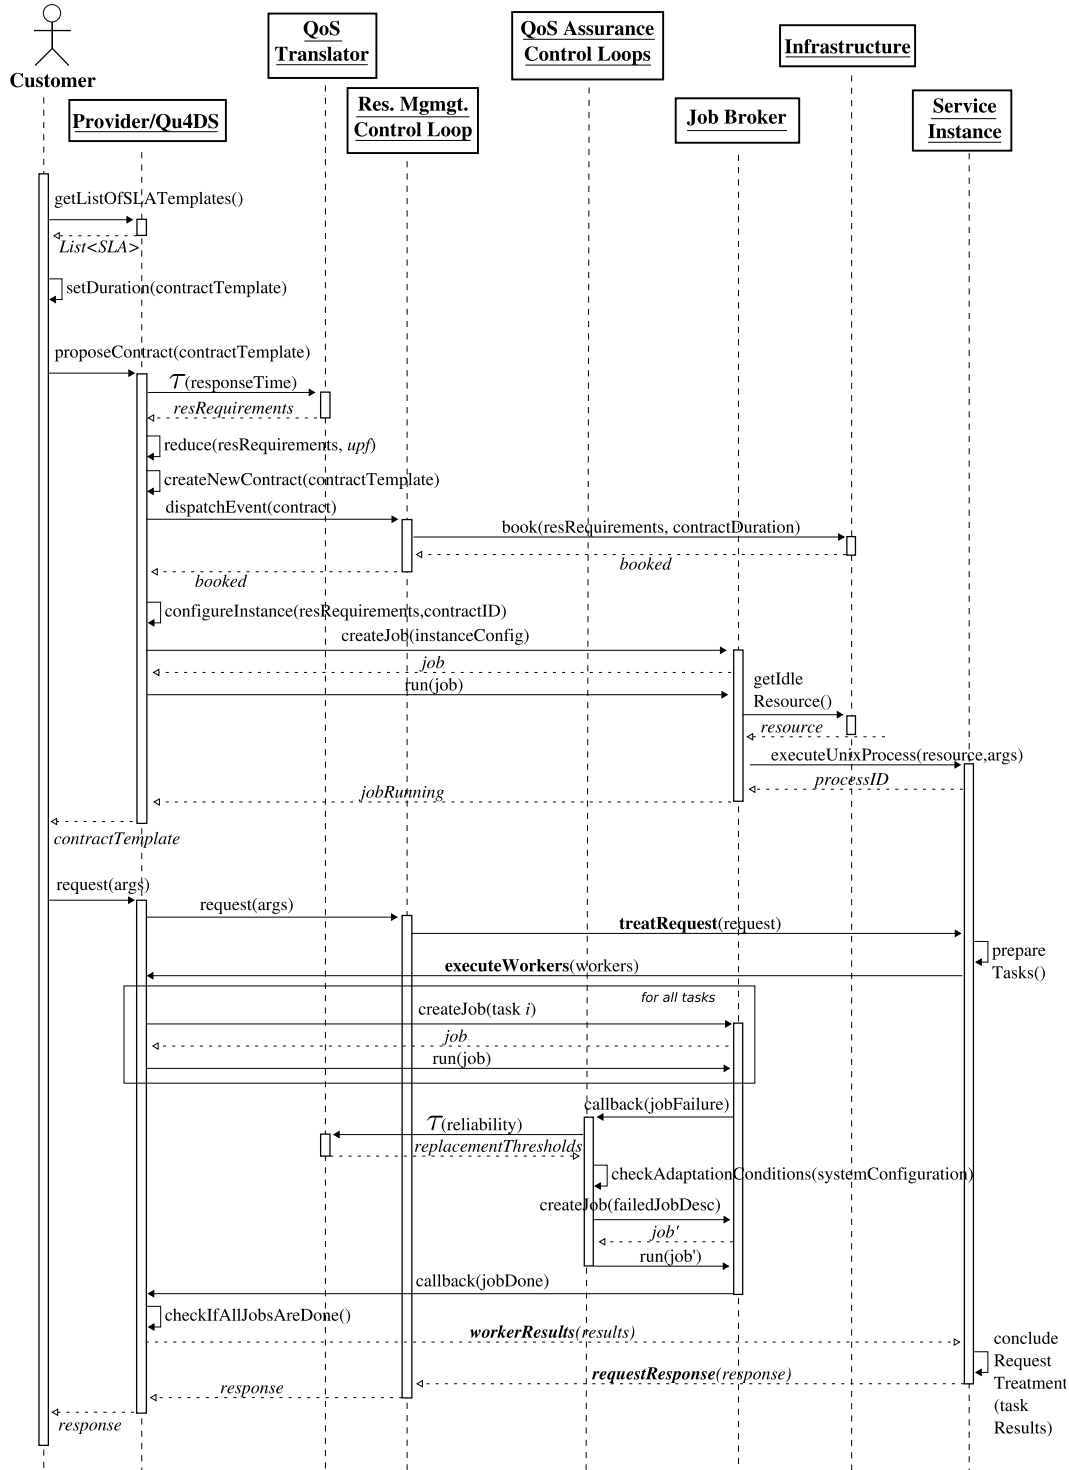 QoS
Translator
QoS Assurance
Control Loops
Infrastructure
Customer
Provider/Qu4DS
Res. Mgmgt.
Control Loop
Job Broker
Service
Instance
getListOfSLATemplates()
List<SLA>
setDuration(contractTemplate)
proposeContract(contractTemplate)
τ(responseTime)
resRequirements
reduce(resRequirements, upf)
createNewContract(contractTemplate)
dispatchEvent(contract)
book(resRequirements, contractDuration)
booked
booked
configureInstance(resRequirements,contractID)
createJob(instanceConfig)
job
run(job)
getIdle
Resource()
resource
executeUnixProcess(resource,args)
processID
jobRunning
contractTemplate
request(args)
request(args)
treatRequest(request)
prepare
Tasks()
executeWorkers(workers)
for all tasks
createJob(task i)
job
run(job)
callback(jobFailure)
τ(reliability)
replacementThresholds
checkAdaptationConditions(systemConfiguration)
createJob(failedJobDesc)
job'
run(job')
callback(jobDone)
checkIfAllJobsAreDone()
workerResults(results)
conclude
Request
Treatment
(task
Results)
requestResponse(response)
response
response